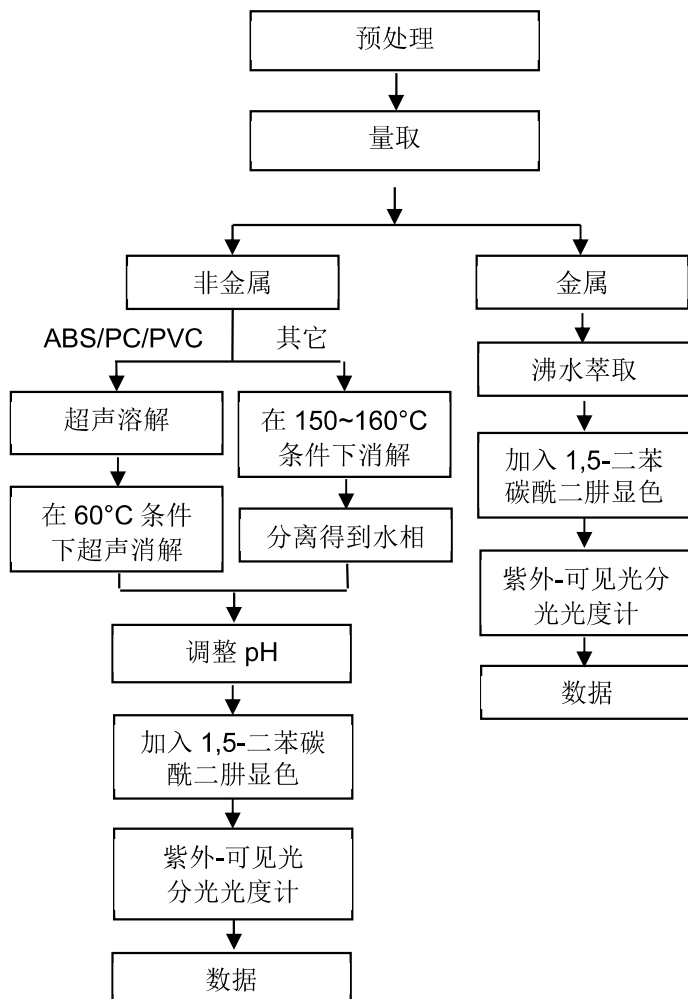 预处理
量取
非金属
金属
ABS/PC/PVC
其它
超声溶解
在 60°C 条件
下超声消解
在 150~160°C
条件下消解
分离得到水相
调整 pH
加入 1,5-二苯碳
酰二肼显色
紫外-可见光
分光光度计
数据
沸水萃取
加入 1,5-二苯
碳酰二肼显色
紫外-可见光分
光光度计
数据